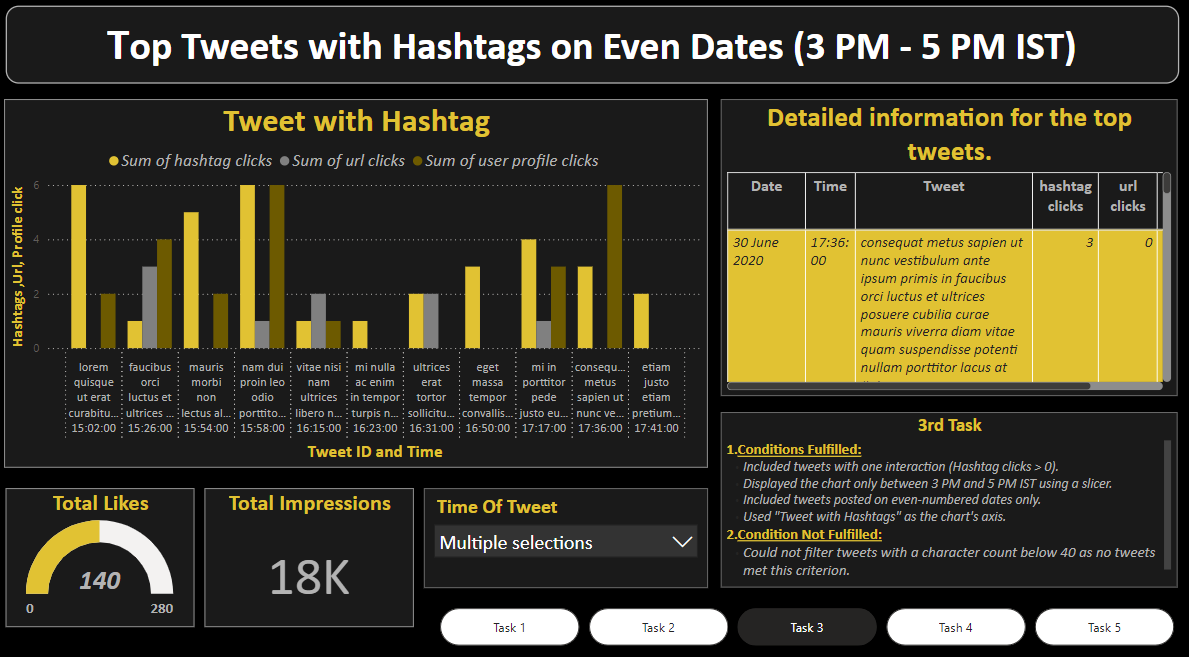 Top Tweets with Hashtags on Even Dates (3 PM - 5 PM IST)
Tweet with Hashtag
Sum of hashtag clicks Sum of url clicks Sum of user profile clicks
Hashtags ,Url, Profile click
6
4
2
0
lorem quisque ut erat curabitu... 15:02:00
faucibus orci luctus et ultrices ... 15:26:00
mauris morbi non lectus al... 15:54:00
nam dui proin leo odio porttito... 15:58:00
vitae nisi nam ultrices libero n... 16:15:00
mi nulla ac enim in tempor turpis n... 16:23:00
ultrices erat tortor sollicitu... 16:31:00
eget massa tempor convallis... 16:50:00
mi in porttitor pede justo eu... 17:17:00
consequ... metus sapien ut nunc ve... 17:36:00
etiam justo etiam pretium... 17:41:00
Tweet ID and Time
Detailed information for the top
tweets.
Date Time Tweet hashtag clicks url clicks
30 June 2020 17:36:00 consequat metus sapien ut 3 0
nunc vestibulum ante
ipsum primis in faucibus
orci luctus et ultrices
posuere cubilia curae
mauris viverra diam vitae
quam suspendisse potenti
nullam porttitor lacus at
3rd Task
1.Conditions Fulfilled:
Included tweets with one interaction (Hashtag clicks > 0).
Displayed the chart only between 3 PM and 5 PM IST using a slicer.
Included tweets posted on even-numbered dates only.
Used "Tweet with Hashtags" as the chart's axis.
2.Condition Not Fulfilled:
Could not filter tweets with a character count below 40 as no tweets
met this criterion.
Total Likes
140
0 280
Total Impressions
18K
Time Of Tweet
Multiple selections
Task 1 Task 2 Task 3 Tash 4 Task 5